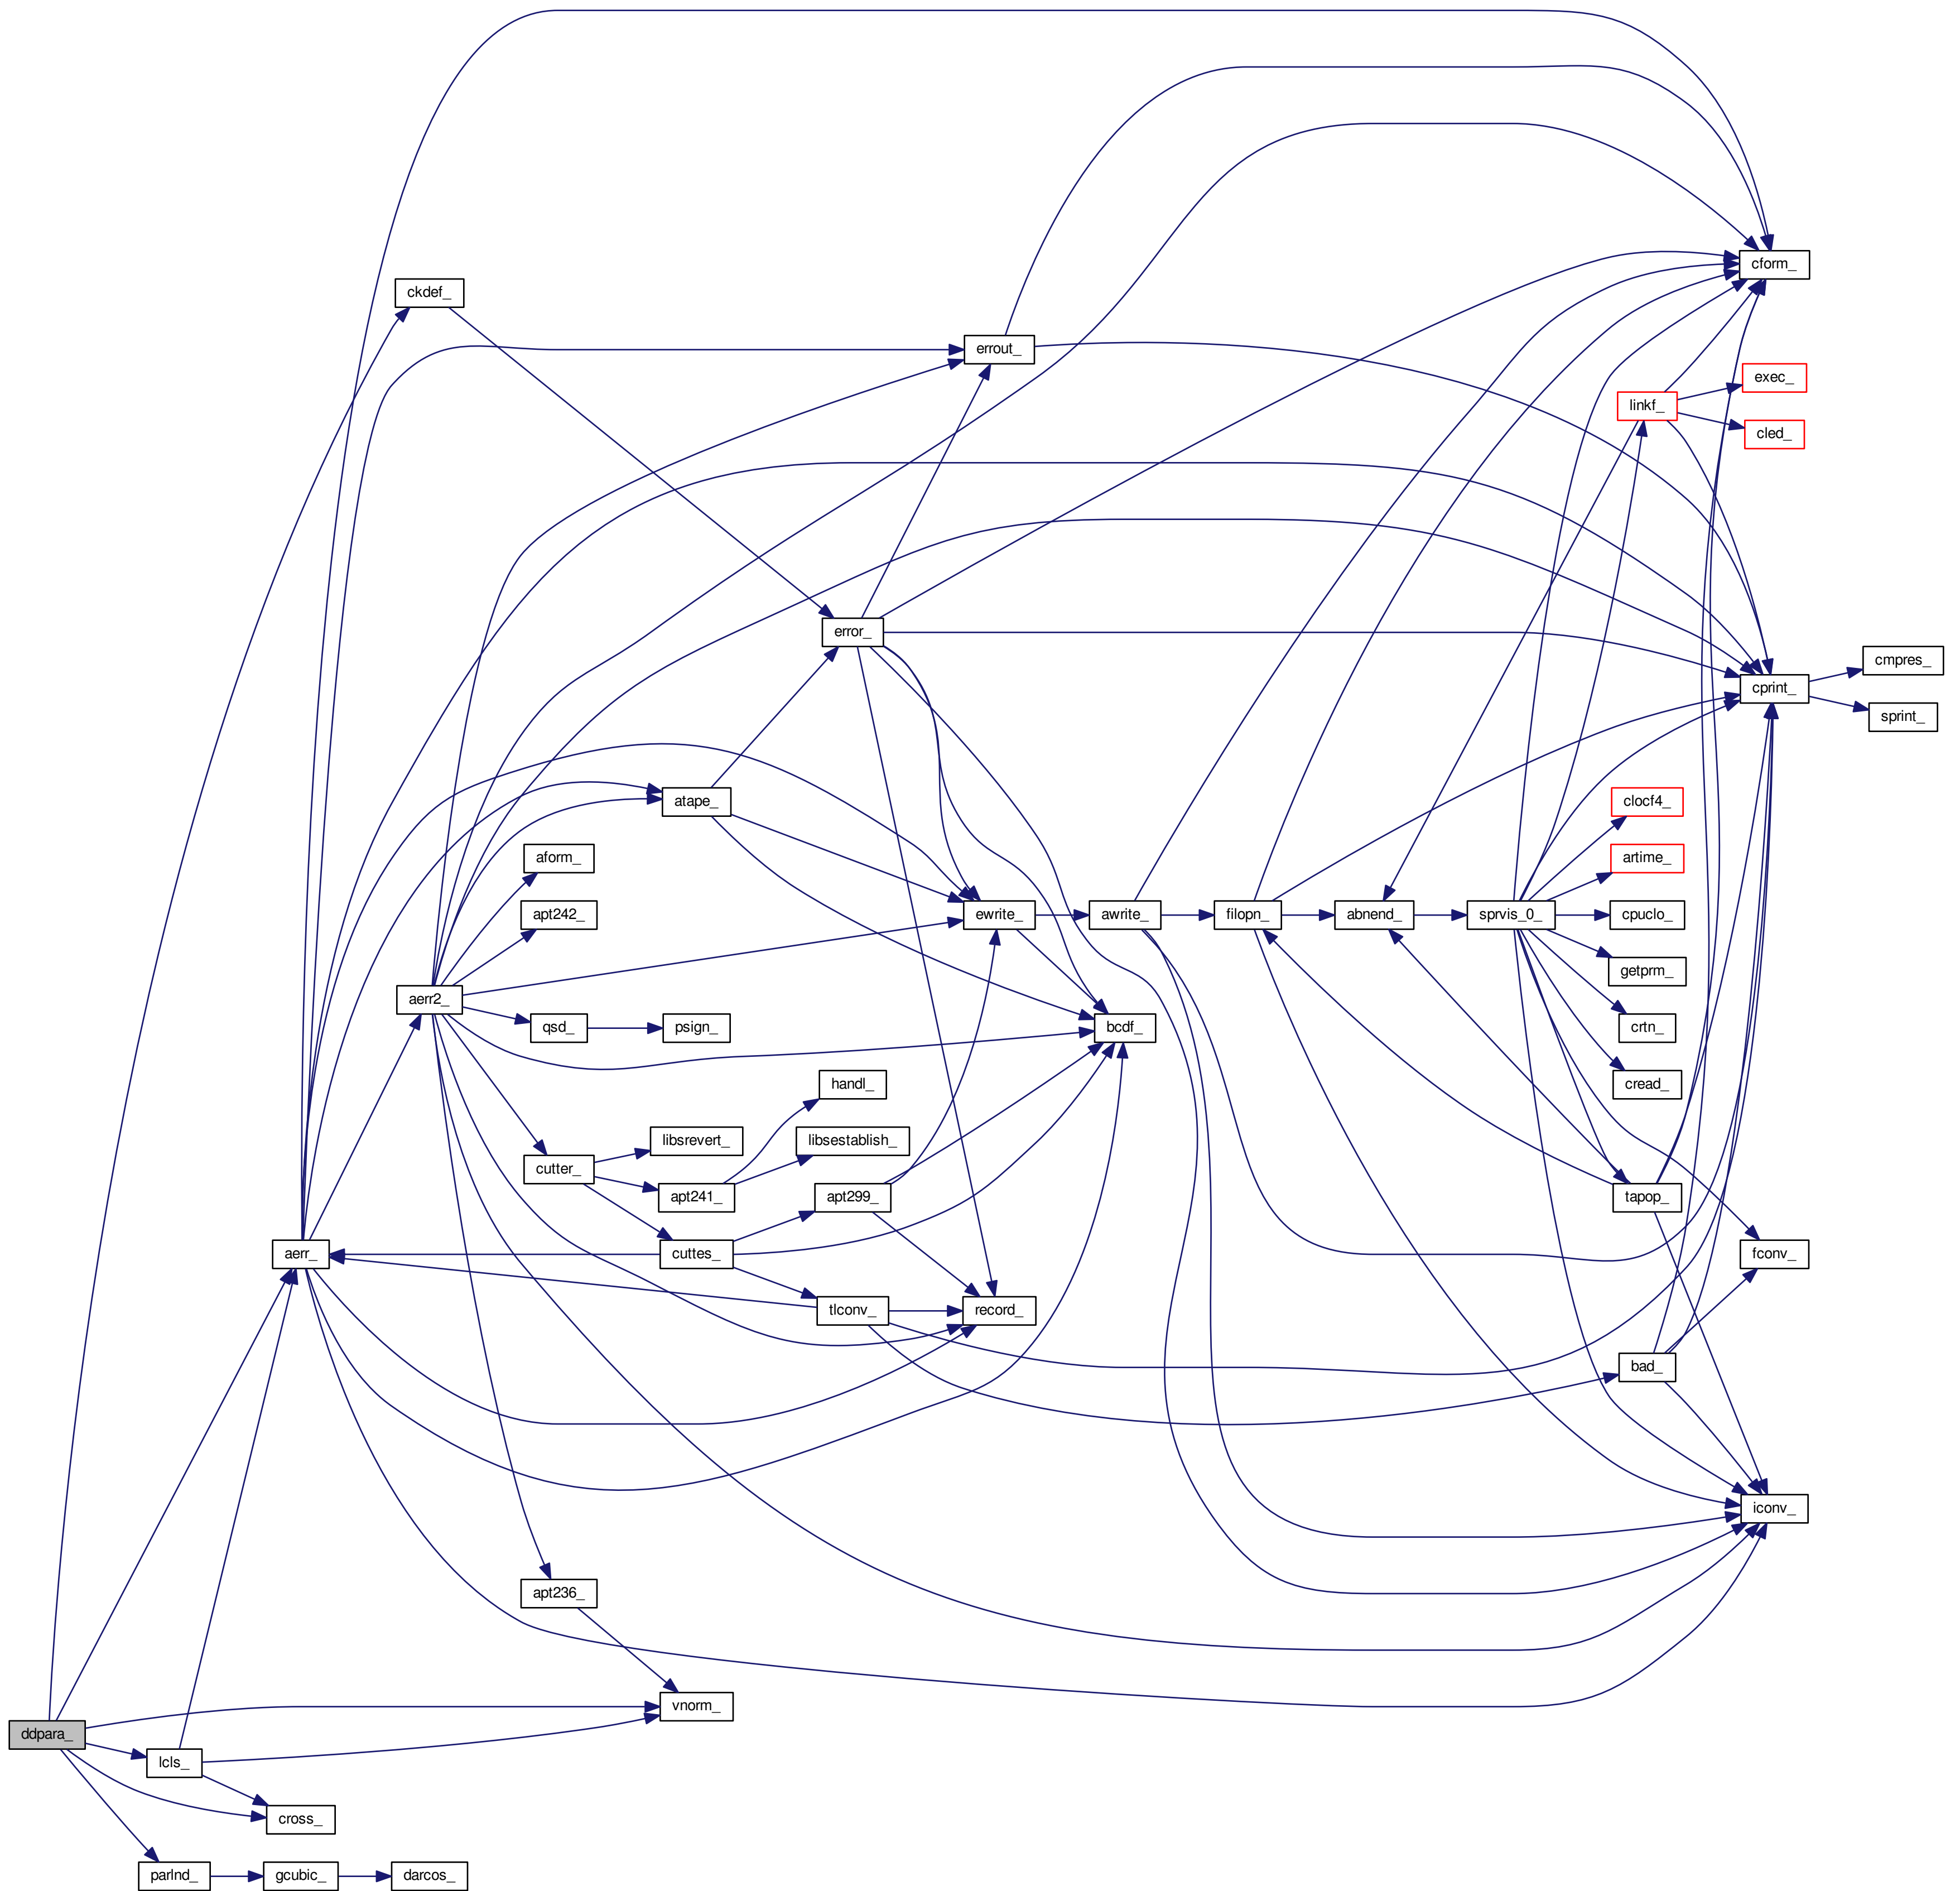 cform_
ckdef_
errout_
exec_
linkf_
cled_
error_
cmpres_
cprint_
sprint_
atape_
clocf4_
aform_
artime_
apt242_
ewrite_
awrite_
filopn_
abnend_
sprvis_0_
cpuclo_
getprm_
aerr2_
qsd_
psign_
bcdf_
crtn_
handl_
cread_
libsrevert_
libsestablish_
cutter_
apt241_
apt299_
tapop_
aerr_
cuttes_
fconv_
tlconv_
record_
bad_
iconv_
apt236_
vnorm_
ddpara_
lcls_
cross_
parlnd_
gcubic_
darcos_